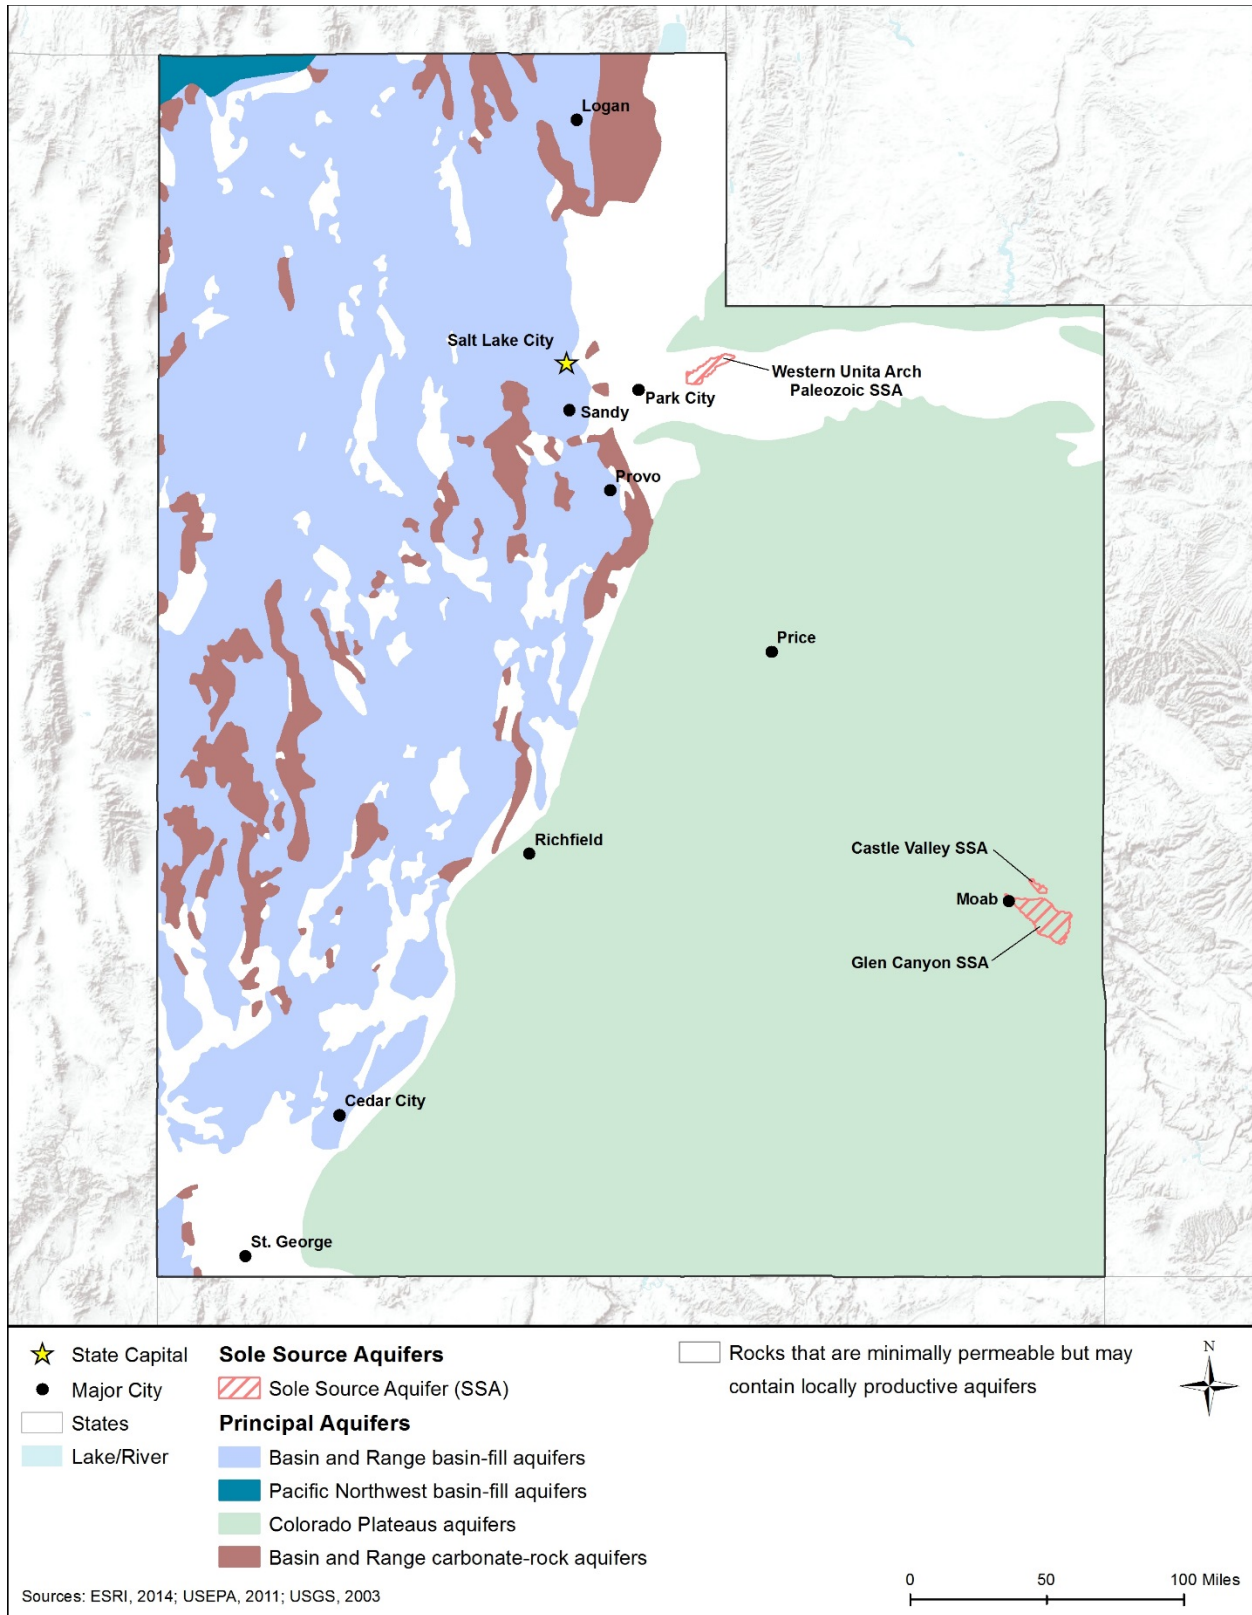 Logan
Salt Lake City
Western Unita Arch
Paleozoic SSA
Park City
Sandy
Provo
Price
Richfield
Castle Valley SSA
Moab
Glen Canyon SSA
Cedar City
St. George
State Capital
Major City
States
Lake/River
Sole Source Aquifers
Sole Source Aquifer (SSA)
Principal Aquifers
Basin and Range basin-fill aquifers
Pacific Northwest basin-fill aquifers
Colorado Plateaus aquifers
Basin and Range carbonate-rock aquifers
Rocks that are minimally permeable but may
contain locally productive aquifers
N
0 50 100 Miles
Sources: ESRI, 2014; USEPA, 2011; USGS, 2003